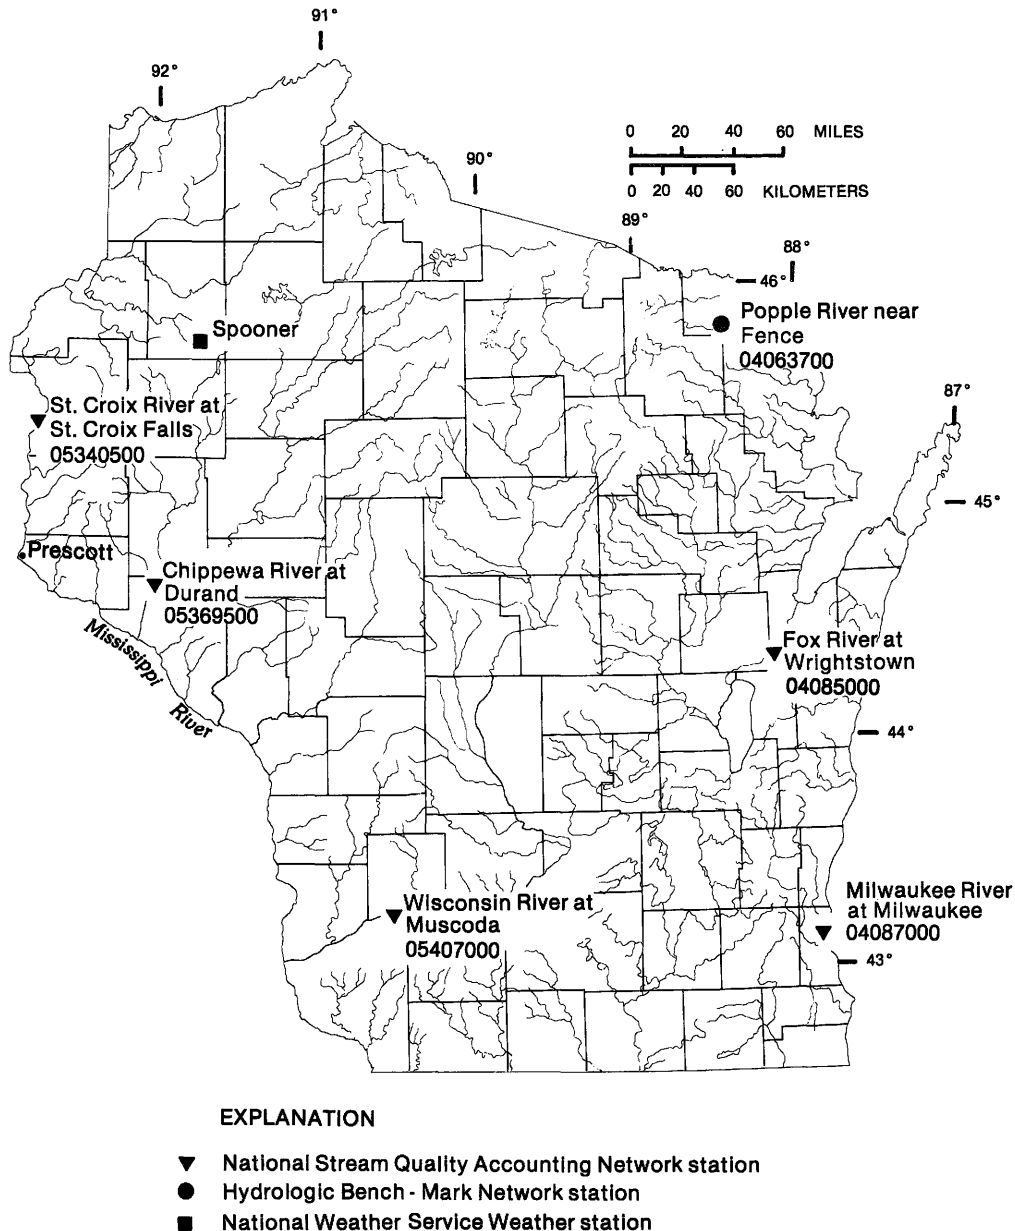 91°
92°
90°
0 20 40 60 MILES
0 20 40 60 KILOMETERS
89°
88°
46°
Popple River near
Fence
04063700
Spooner
87°
St. Croix River at
St. Croix Falls
05340500
45°
Prescott
Chippewa River at
Durand
05369500
Mississippi
River
Fox River at
Wrightstown
04085000
44°
Wisconsin River at
Muscoda
05407000
Milwaukee River
at Milwaukee
04087000
43°
EXPLANATION
National Stream Quality Accounting Network station
Hydrologic Bench - Mark Network station
National Weather Service Weather station